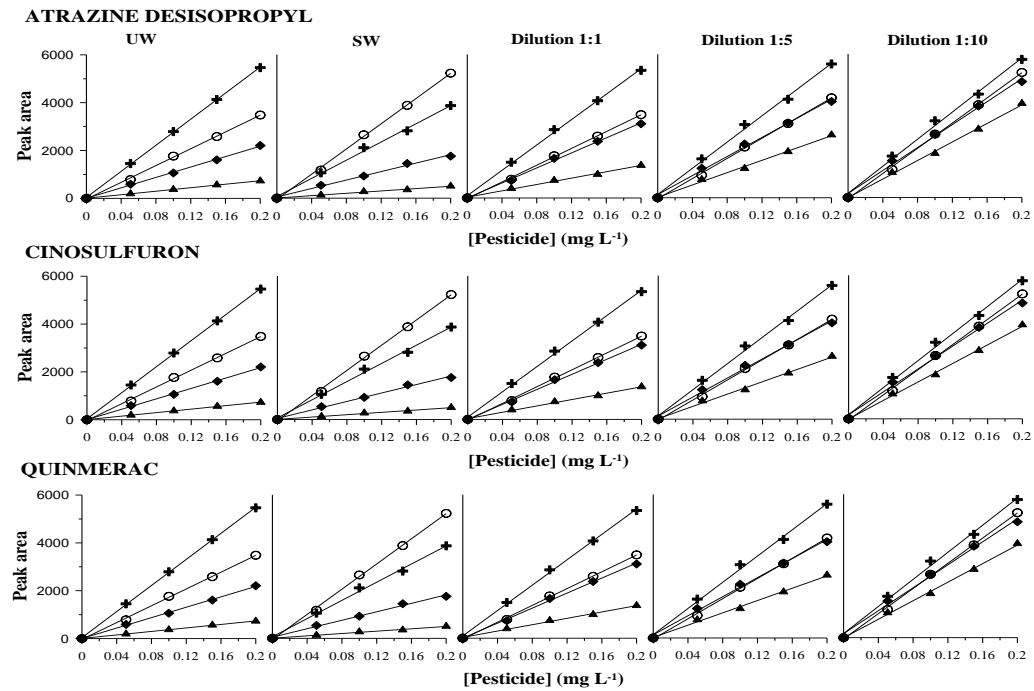 ATRAZINE DESISOPROPYL
UW SW Dilution 1:1 Dilution 1:5 Dilution 1:10
6000
4000
2000
0
Peak area
0 0.04 0.08 0.12 0.16 0.2 0 0.04 0.08 0.12 0.16 0.2 0 0.04 0.08 0.12 0.16 0.2 0 0.04 0.08 0.12 0.16 0.2 0 0.04 0.08 0.12 0.16 0.2
[Pesticide] (mg L-1)
CINOSULFURON
6000
4000
2000
0
Peak area
0 0.04 0.08 0.12 0.16 0.2 0 0.04 0.08 0.12 0.16 0.2 0 0.04 0.08 0.12 0.16 0.2 0 0.04 0.08 0.12 0.16 0.2 0 0.04 0.08 0.12 0.16 0.2
[Pesticide] (mg L-1)
QUINMERAC
6000
4000
2000
0
Peak area
0 0.04 0.08 0.12 0.16 0.2 0 0.04 0.08 0.12 0.16 0.2 0 0.04 0.08 0.12 0.16 0.2 0 0.04 0.08 0.12 0.16 0.2 0 0.04 0.08 0.12 0.16 0.2
[Pesticide] (mg L-1)